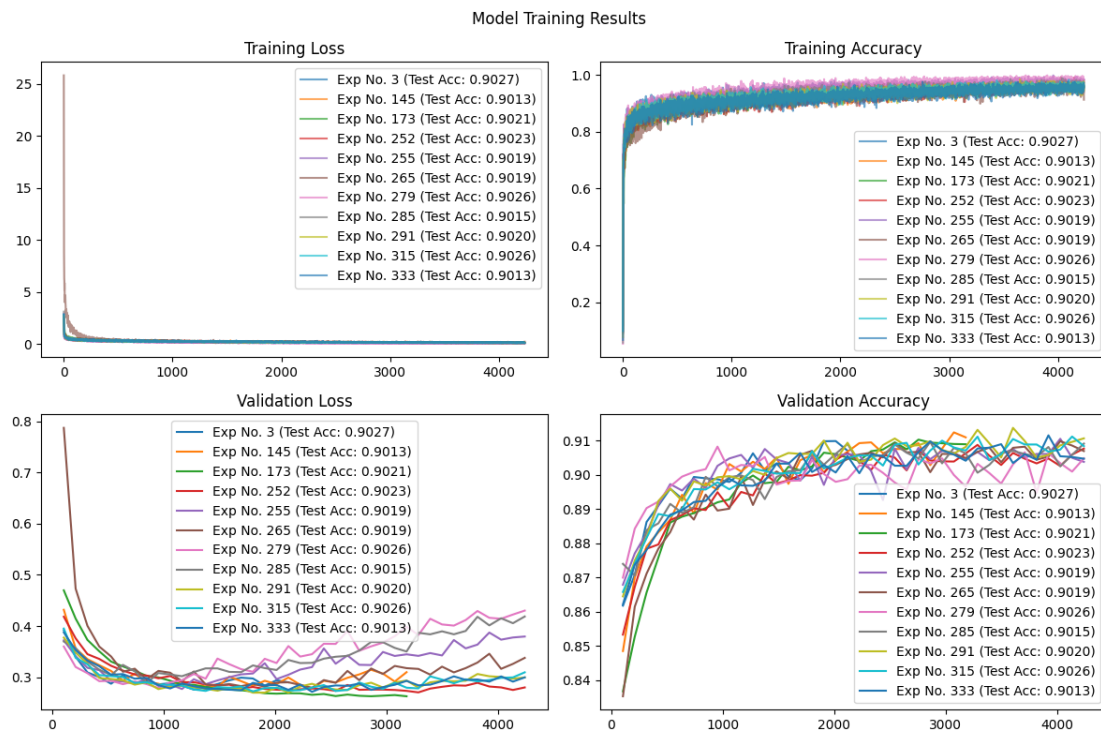 Model Training Results
Training Loss
25
20
15
10
5
0
0 1000 2000 3000 4000
Exp No. 3 (Test Acc: 0.9027)
Exp No. 145 (Test Acc: 0.9013)
Exp No. 173 (Test Acc: 0.9021)
Exp No. 252 (Test Acc: 0.9023)
Exp No. 255 (Test Acc: 0.9019)
Exp No. 265 (Test Acc: 0.9019)
Exp No. 279 (Test Acc: 0.9026)
Exp No. 285 (Test Acc: 0.9015)
Exp No. 291 (Test Acc: 0.9020)
Exp No. 315 (Test Acc: 0.9026)
Exp No. 333 (Test Acc: 0.9013)
Training Accuracy
1.0
0.8
0.6
0.4
0.2
0 1000 2000 3000 4000
Exp No. 3 (Test Acc: 0.9027)
Exp No. 145 (Test Acc: 0.9013)
Exp No. 173 (Test Acc: 0.9021)
Exp No. 252 (Test Acc: 0.9023)
Exp No. 255 (Test Acc: 0.9019)
Exp No. 265 (Test Acc: 0.9019)
Exp No. 279 (Test Acc: 0.9026)
Exp No. 285 (Test Acc: 0.9015)
Exp No. 291 (Test Acc: 0.9020)
Exp No. 315 (Test Acc: 0.9026)
Exp No. 333 (Test Acc: 0.9013)
Validation Loss
0.8
0.7
0.6
0.5
0.4
0.3
0 1000 2000 3000 4000
Exp No. 3 (Test Acc: 0.9027)
Exp No. 145 (Test Acc: 0.9013)
Exp No. 173 (Test Acc: 0.9021)
Exp No. 252 (Test Acc: 0.9023)
Exp No. 255 (Test Acc: 0.9019)
Exp No. 265 (Test Acc: 0.9019)
Exp No. 279 (Test Acc: 0.9026)
Exp No. 285 (Test Acc: 0.9015)
Exp No. 291 (Test Acc: 0.9020)
Exp No. 315 (Test Acc: 0.9026)
Exp No. 333 (Test Acc: 0.9013)
Validation Accuracy
0.91
0.90
0.89
0.88
0.87
0.86
0.85
0.84
0 1000 2000 3000 4000
Exp No. 3 (Test Acc: 0.9027)
Exp No. 145 (Test Acc: 0.9013)
Exp No. 173 (Test Acc: 0.9021)
Exp No. 252 (Test Acc: 0.9023)
Exp No. 255 (Test Acc: 0.9019)
Exp No. 265 (Test Acc: 0.9019)
Exp No. 279 (Test Acc: 0.9026)
Exp No. 285 (Test Acc: 0.9015)
Exp No. 291 (Test Acc: 0.9020)
Exp No. 315 (Test Acc: 0.9026)
Exp No. 333 (Test Acc: 0.9013)